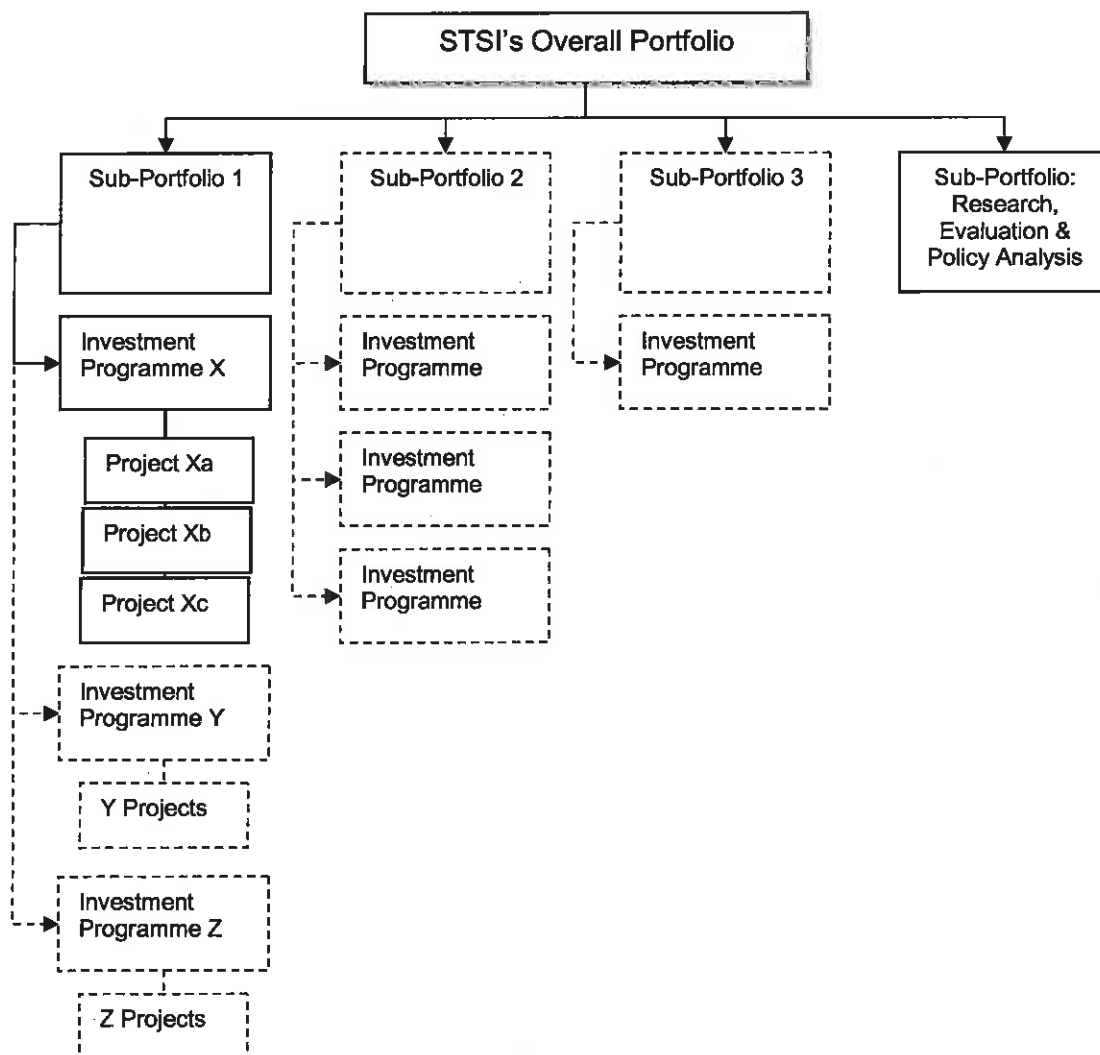 STSI's Overall Portfolio
Sub-Portfolio 1
Sub-Portfolio 2
Sub-Portfolio 3
Sub-Portfolio:
Research,
Evaluation &
Policy Analysis
Investment
Programme X
Investment
Programme
Investment
Programme
Project Xa
Investment
Programme
Project Xb
Investment
Programme
Project Xc
Investment
Programme Y
Y Projects
Investment
Programme Z
Z Projects